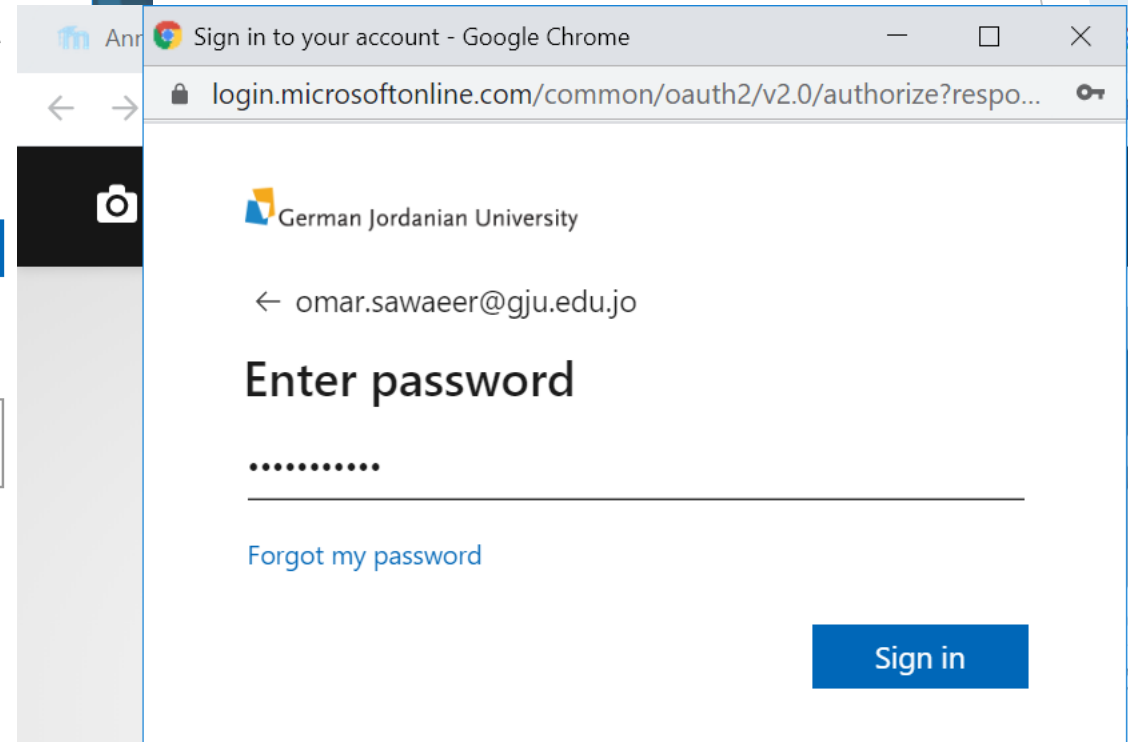 Ann
Sign in to your account - Google Chrome
login.microsoftonline.com/common/oauth2/v2.0/authorize?respo...
German Jordanian University
omar.sawaeer@gju.edu.jo
Enter password
•••••••••••
Forgot my password
Sign in